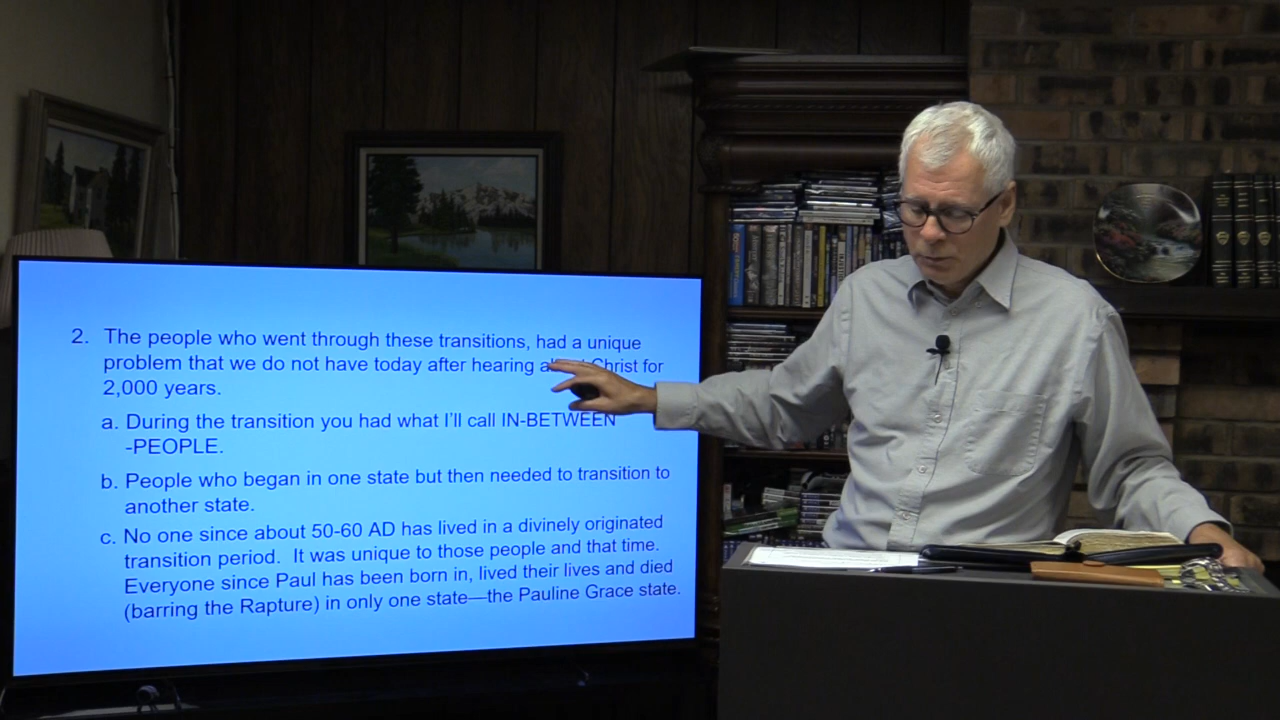 2. The people who went through these transitions, had a unique
problem that we do not have today after hearing Christ for
2,000 years.
a. During the transition you had what I'll call IN-BETWEEN
-PEOPLE.
b. People who began in one state but then needed to transition to
another state.
c. No one since about 50-60 AD has lived in a divinely originated
transition period. It was unique to those people and that time.
Everyone since Paul has been born in, lived their lives and died
(barring the Rapture) in only one state—the Pauline Grace state.